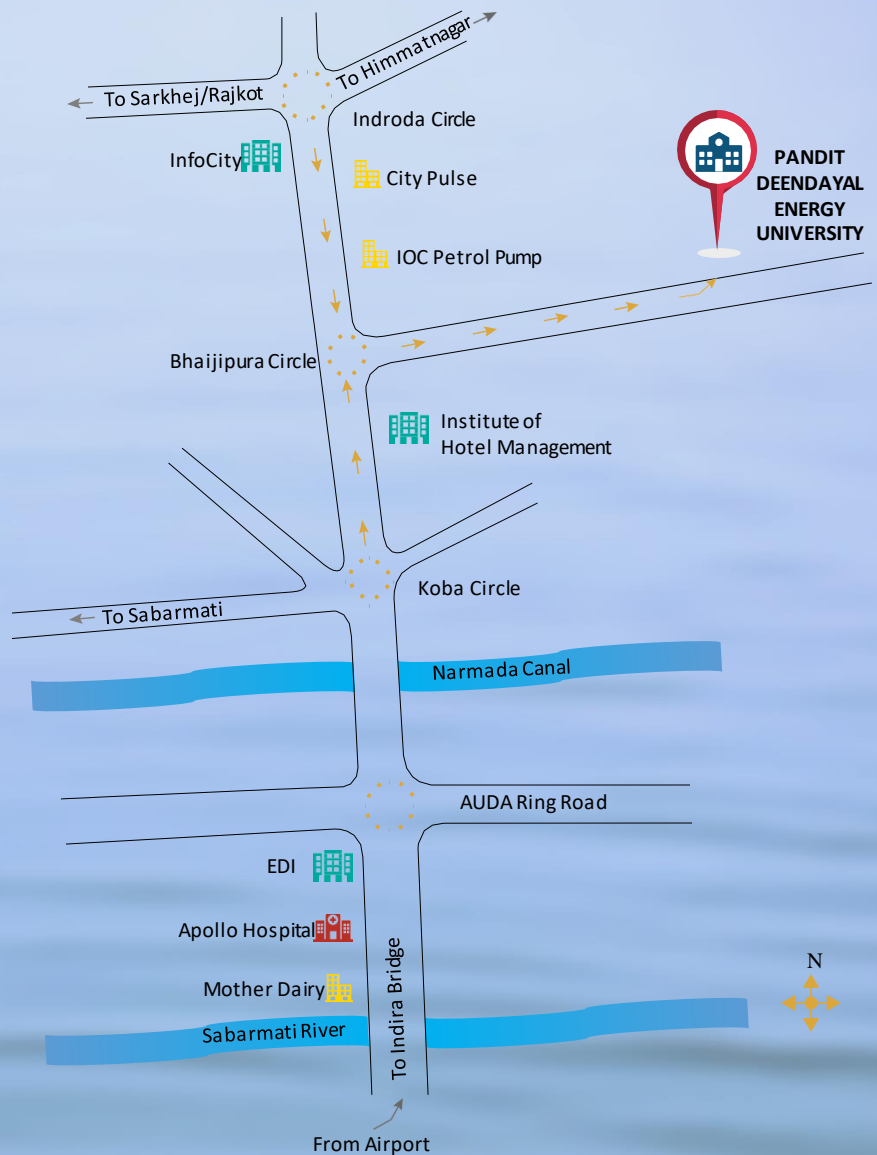 To Himmatnagar
To Sarkhej/Rajkot
Indroda Circle
InfoCity
City Pulse
PANDIT
DEENDAYAL
ENERGY
UNIVERSITY
IOC Petrol Pump
Bhaijipura Circle
Institute of
Hotel Management
Koba Circle
To Sabarmati
Narmada Canal
AUDA Ring Road
EDI
Apollo Hospital
N
Mother Dairy
Sabarmati River
To Indira Bridge
From Airport